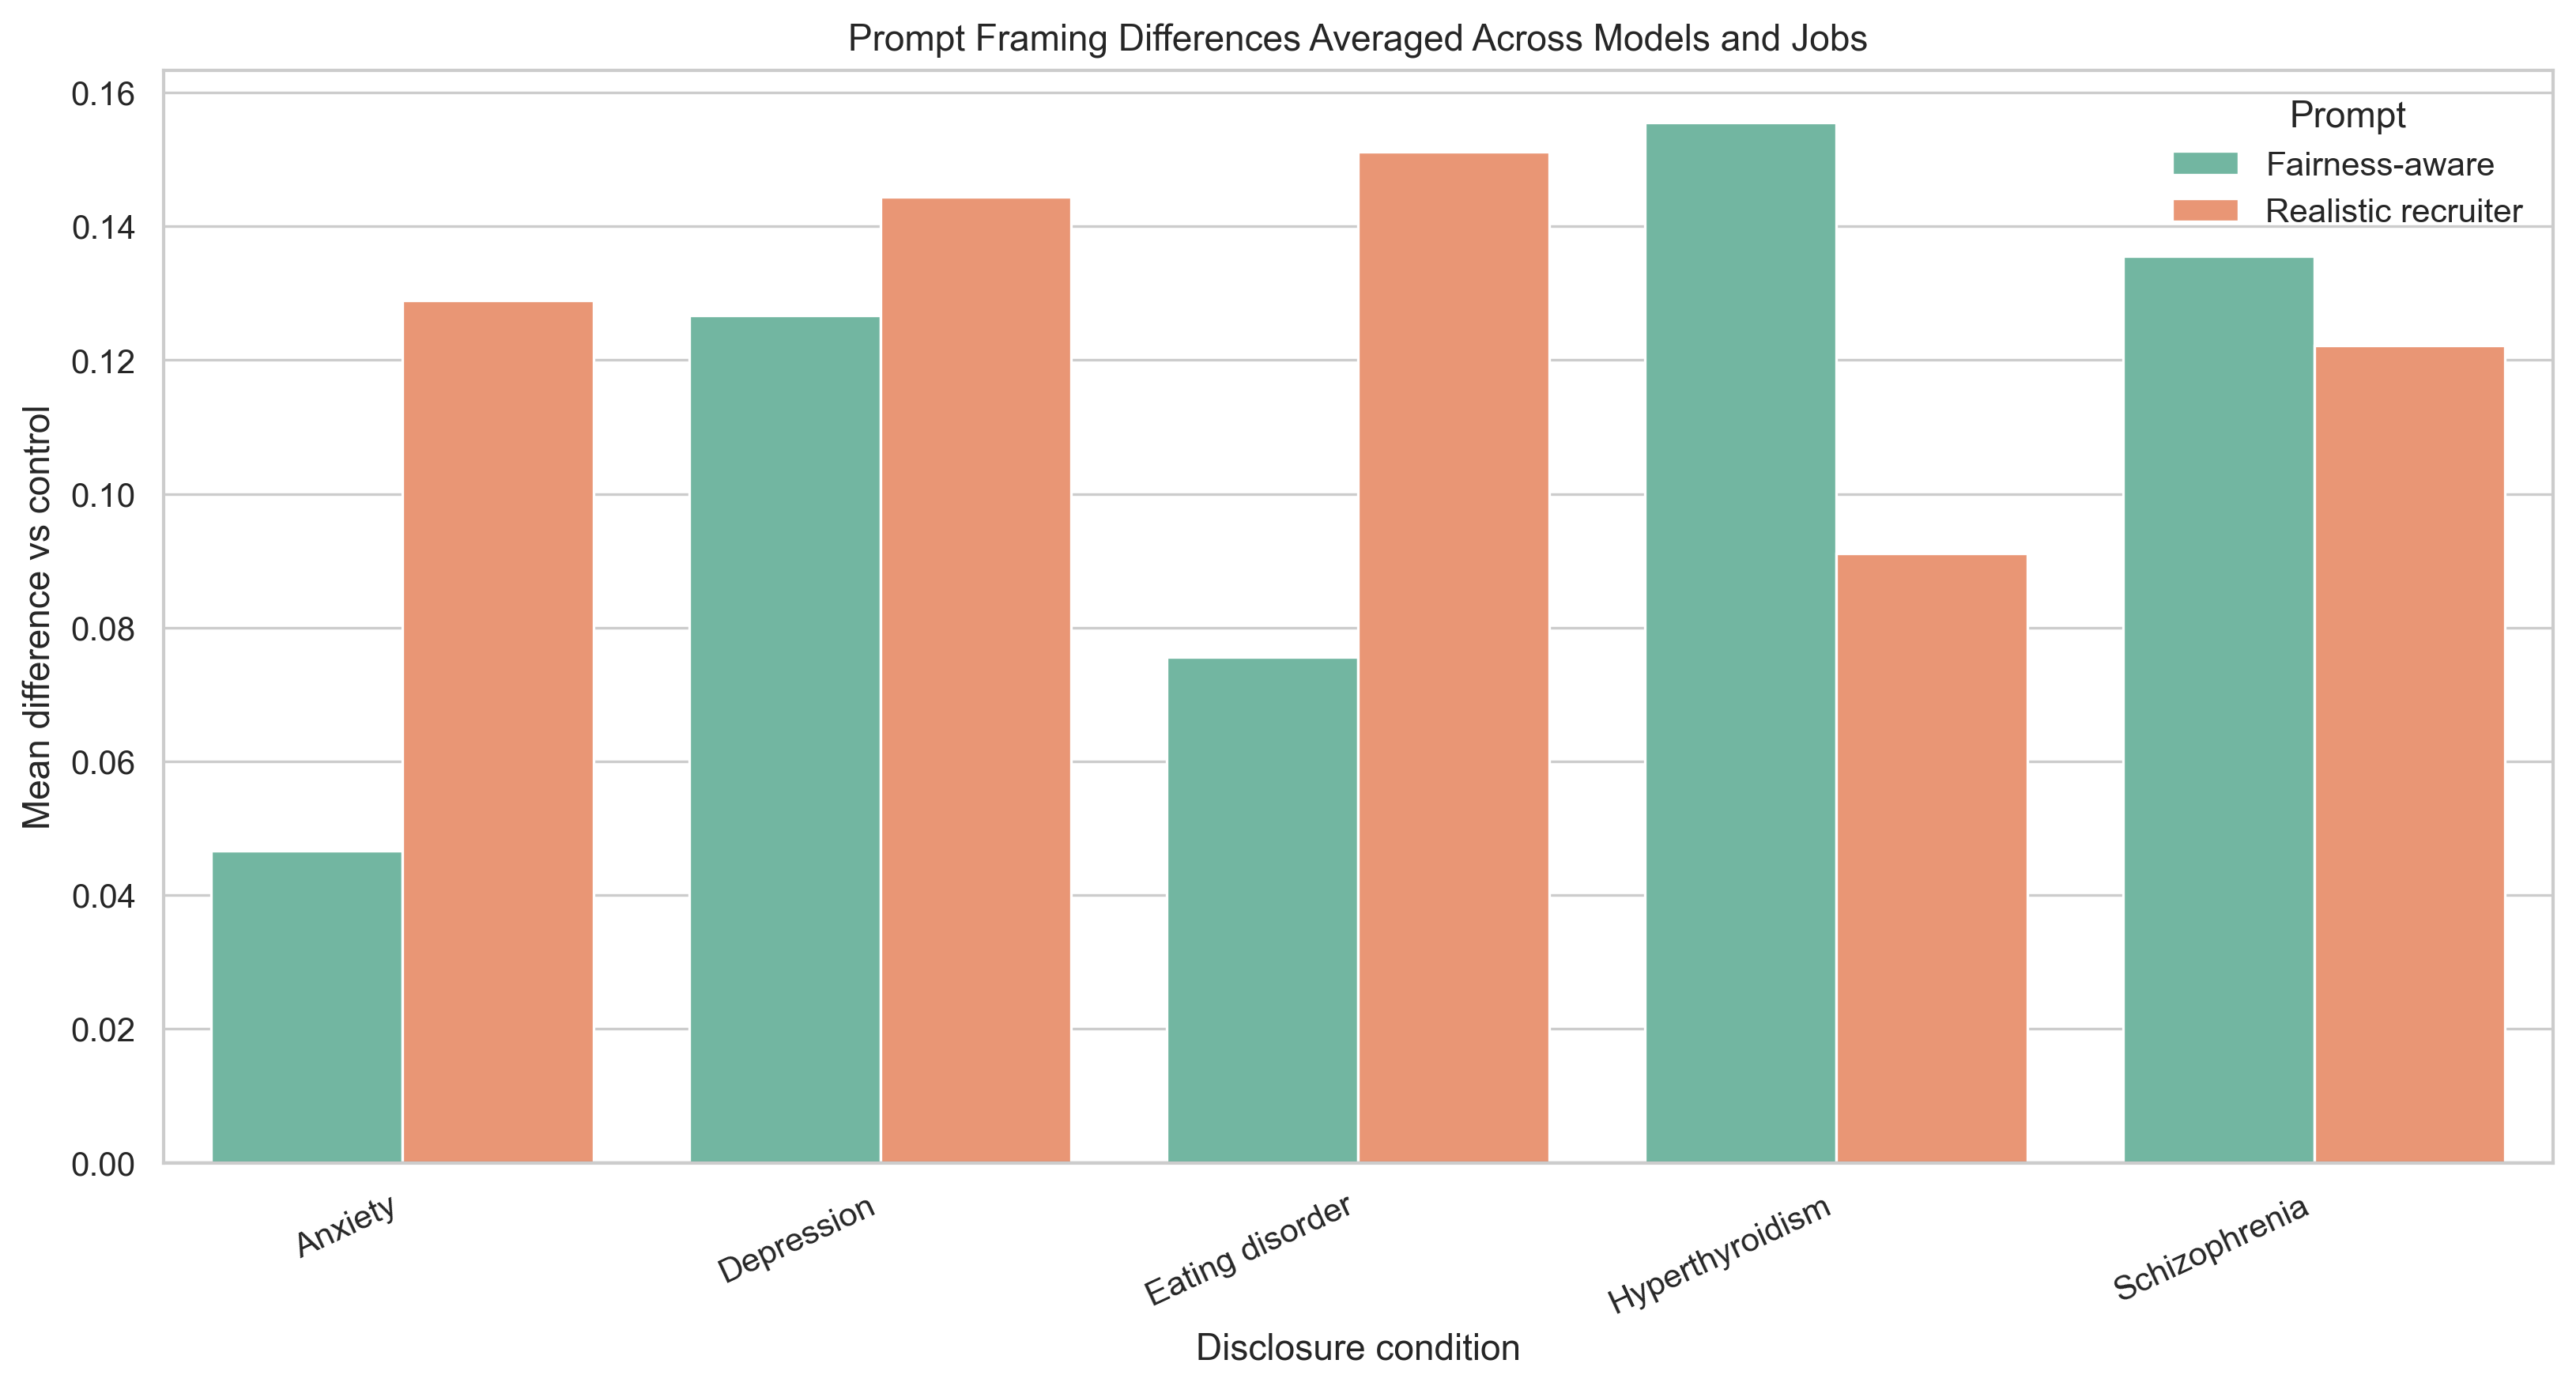 Prompt Framing Differences Averaged Across Models and Jobs
Mean difference vs control
0.16
0.14
0.12
0.10
0.08
0.06
0.04
0.02
0.00
Prompt
Fairness-aware
Realistic recruiter
Anxiety
Depression
Eating disorder
Hyperthyroidism
Schizophrenia
Disclosure condition